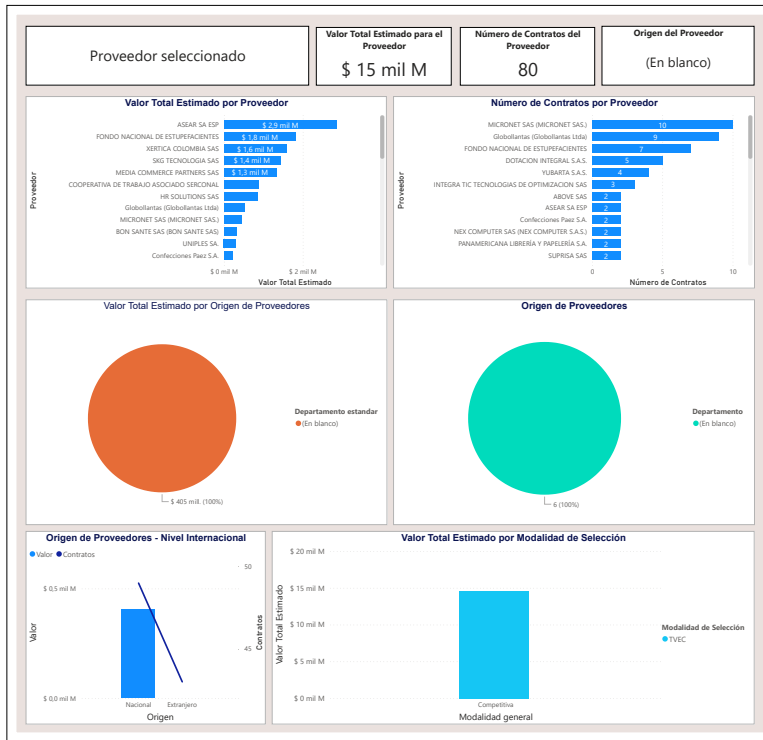 Proveedor seleccionado
Valor Total Estimado para el
Proveedor
$ 15 mil M
Número de Contratos del
Proveedor
80
Origen del Proveedor
(En blanco)
Valor Total Estimado por Proveedor
Proveedor
ASEAR SA ESP
$ 2,9 mil M
FONDO NACIONAL DE ESTUPEFACIENTES
$ 1,8 mil M
XERTICA COLOMBIA SAS
$ 1,6 mil M
SKG TECNOLOGIA SAS
$ 1,4 mil M
MEDIA COMMERCE PARTNERS SAS
$ 1,3 mil M
COOPERATIVA DE TRABAJO ASOCIADO SERCONAL
HR SOLUTIONS SAS
Globollantas (Globollantas Ltda)
MICRONET SAS (MICRONET SAS.)
BON SANTE SAS (BON SANTE SAS)
UNIPLES SA.
Confecciones Paez S.A.
$ 0 mil M
$ 2 mil M
Valor Total Estimado
Número de Contratos por Proveedor
Proveedor
MICRONET SAS (MICRONET SAS.)
10
Globollantas (Globollantas Ltda)
9
FONDO NACIONAL DE ESTUPEFACIENTES
7
DOTACION INTEGRAL S.A.S.
5
YUBARTA S.A.S.
4
INTEGRA TIC TECNOLOGIAS DE OPTIMIZACION SAS
3
ABOVE SAS
2
ASEAR SA ESP
2
Confecciones Paez S.A.
2
NEX COMPUTER SAS (NEX COMPUTER S.A.S.)
2
PANAMERICANA LIBRERÍA Y PAPELERÍA S.A.
2
SUPRISA SAS
2
0
5
10
Número de Contratos
Valor Total Estimado por Origen de Proveedores
Departamento estandar
(En blanco)
$ 405 mill. (100%)
Origen de Proveedores
Departamento
(En blanco)
6 (100%)
Origen de Proveedores - Nivel Internacional
Valor
Contratos
$ 0,5 mil M
$ 0,0 mil M
Valor
50
45
Contratos
Nacional
Extranjero
Origen
Valor Total Estimado por Modalidad de Selección
Valor Total Estimado
$ 20 mil M
$ 15 mil M
$ 10 mil M
$ 5 mil M
$ 0 mil M
Competitiva
Modalidad general
Modalidad de Selección
TVEC